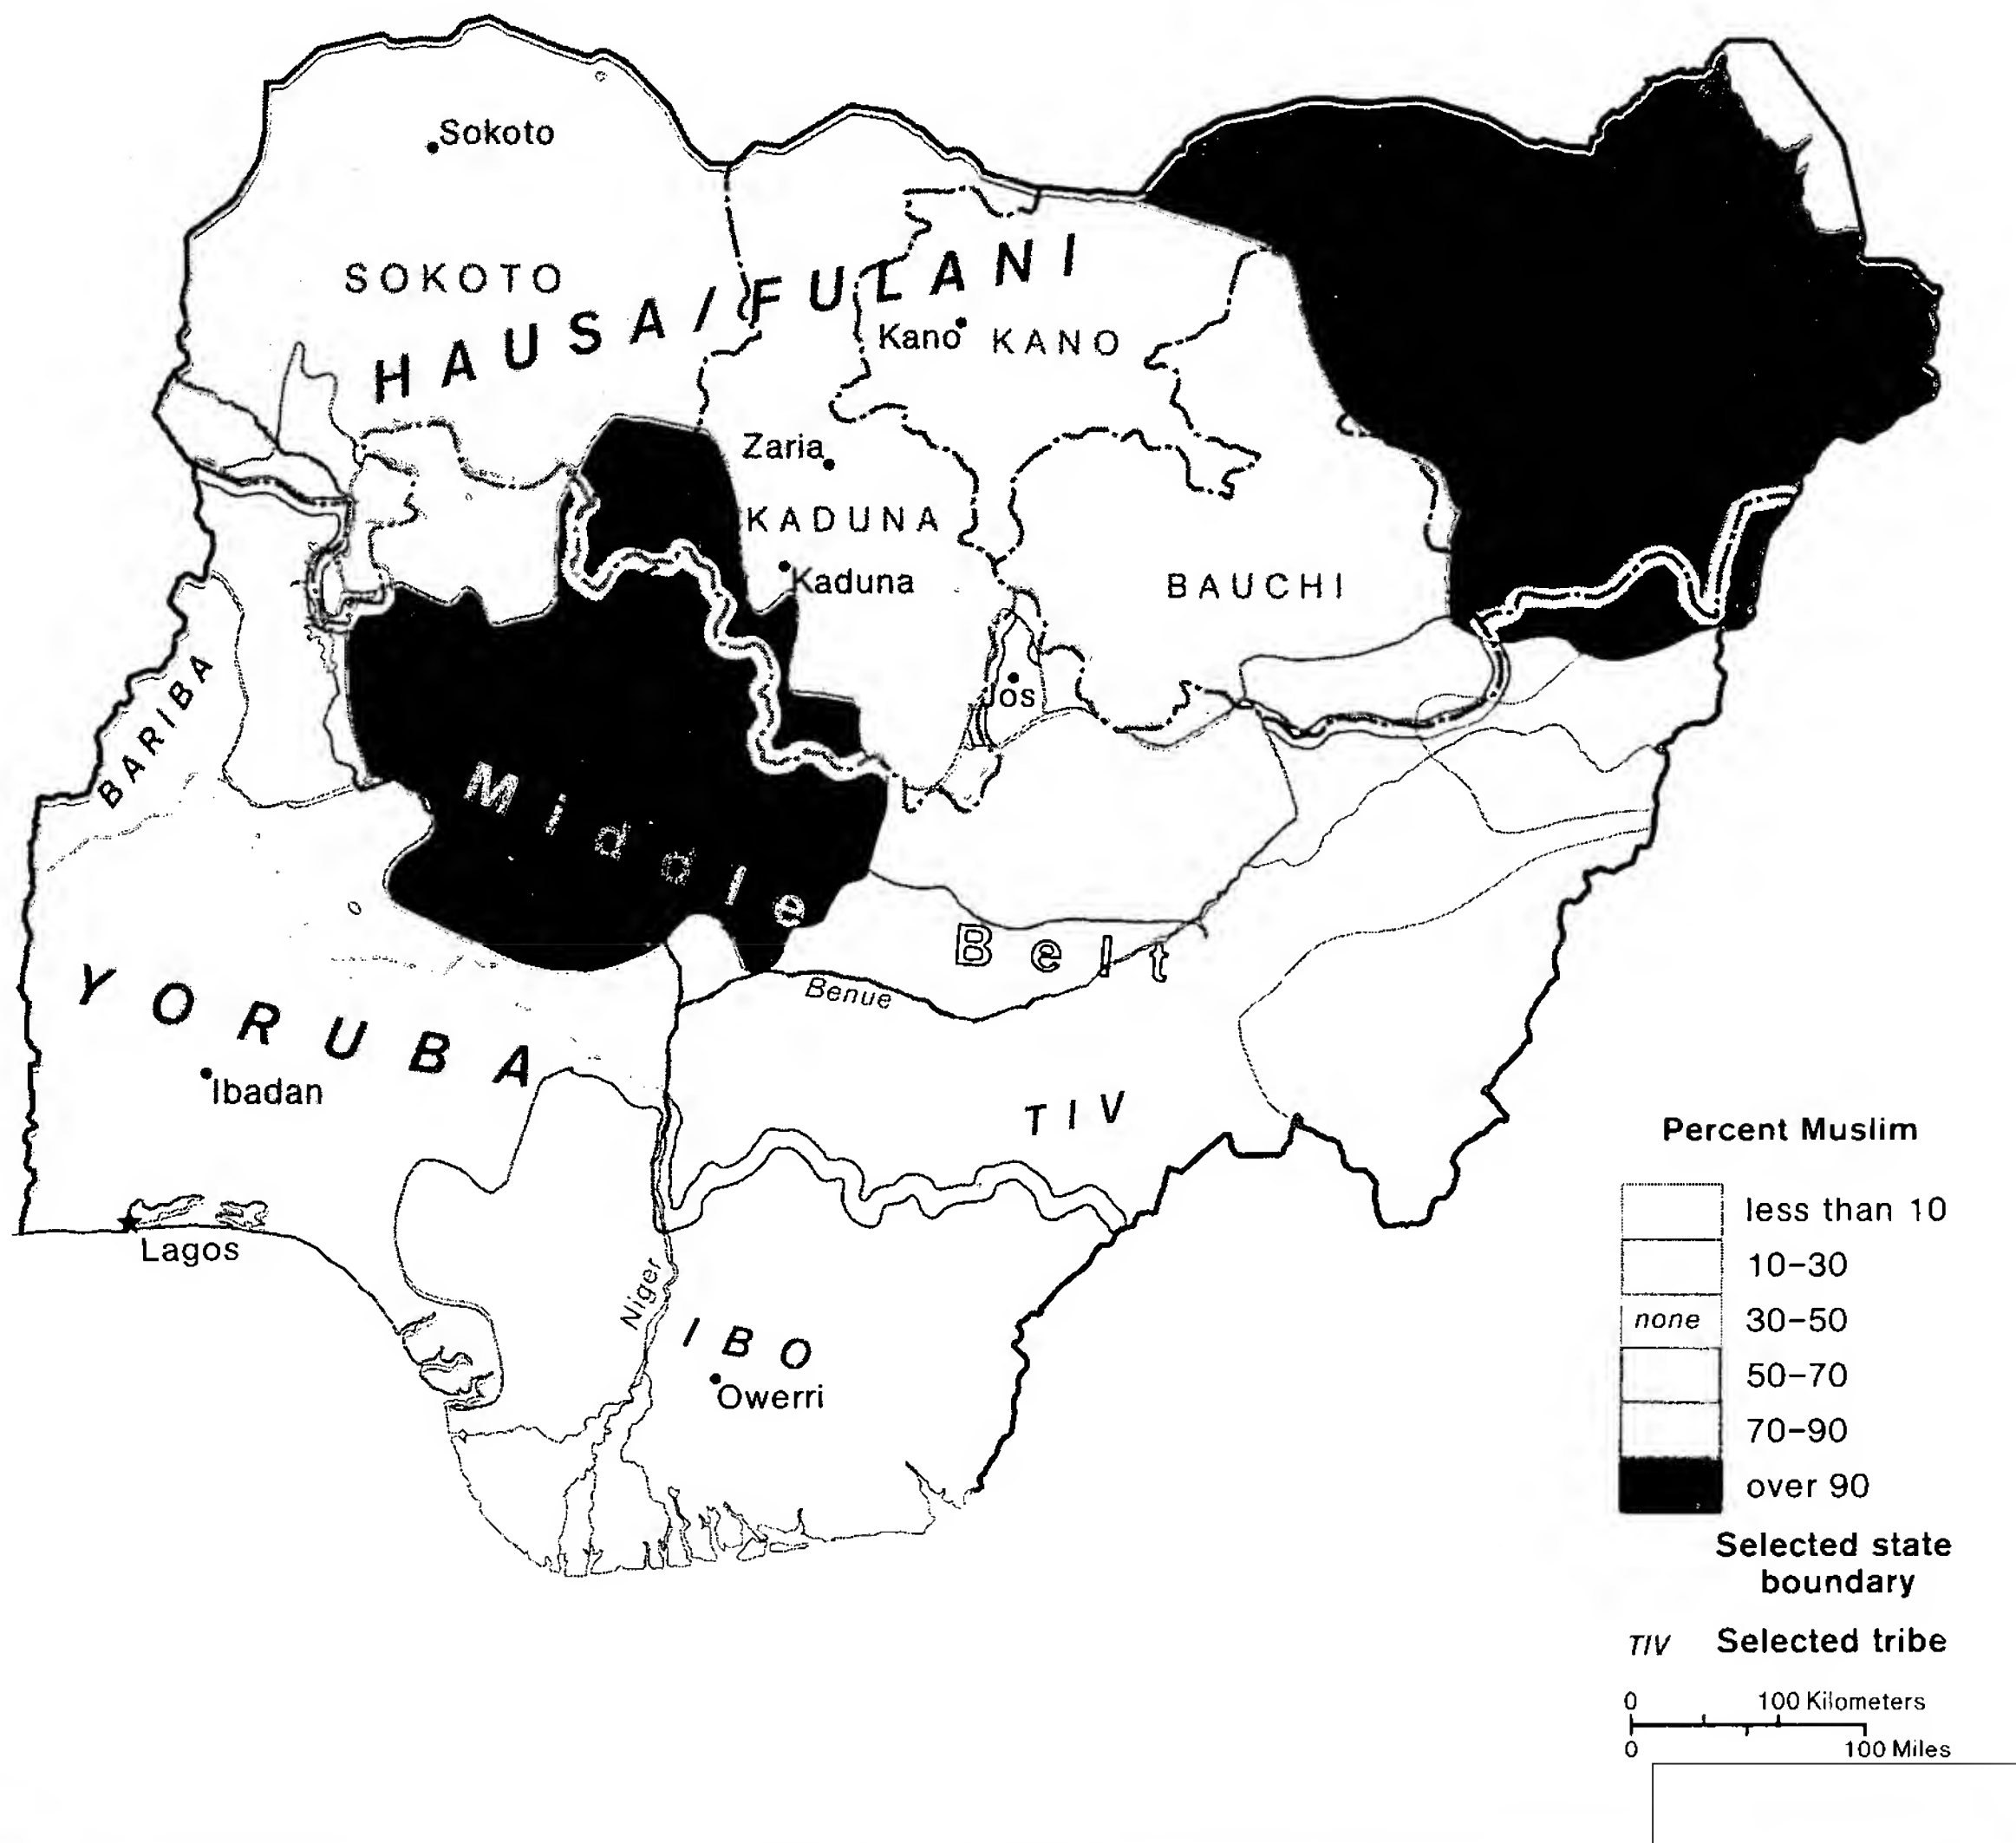 Sokoto
SOKOTO
HAUSA/FULANI
Kano
KANO
Zaria
KADUNA
Kaduna
BAUCHI
Jos
BARIBA
Middle
Belt
Benue
YORUBA
Ibadan
TIV
Lagos
Niger
IBO
Owerri
Percent Muslim
less than 10
10-30
none 30-50
50-70
70-90
over 90
Selected state
boundary
TIV Selected tribe
0 100 Kilometers
0 100 Miles